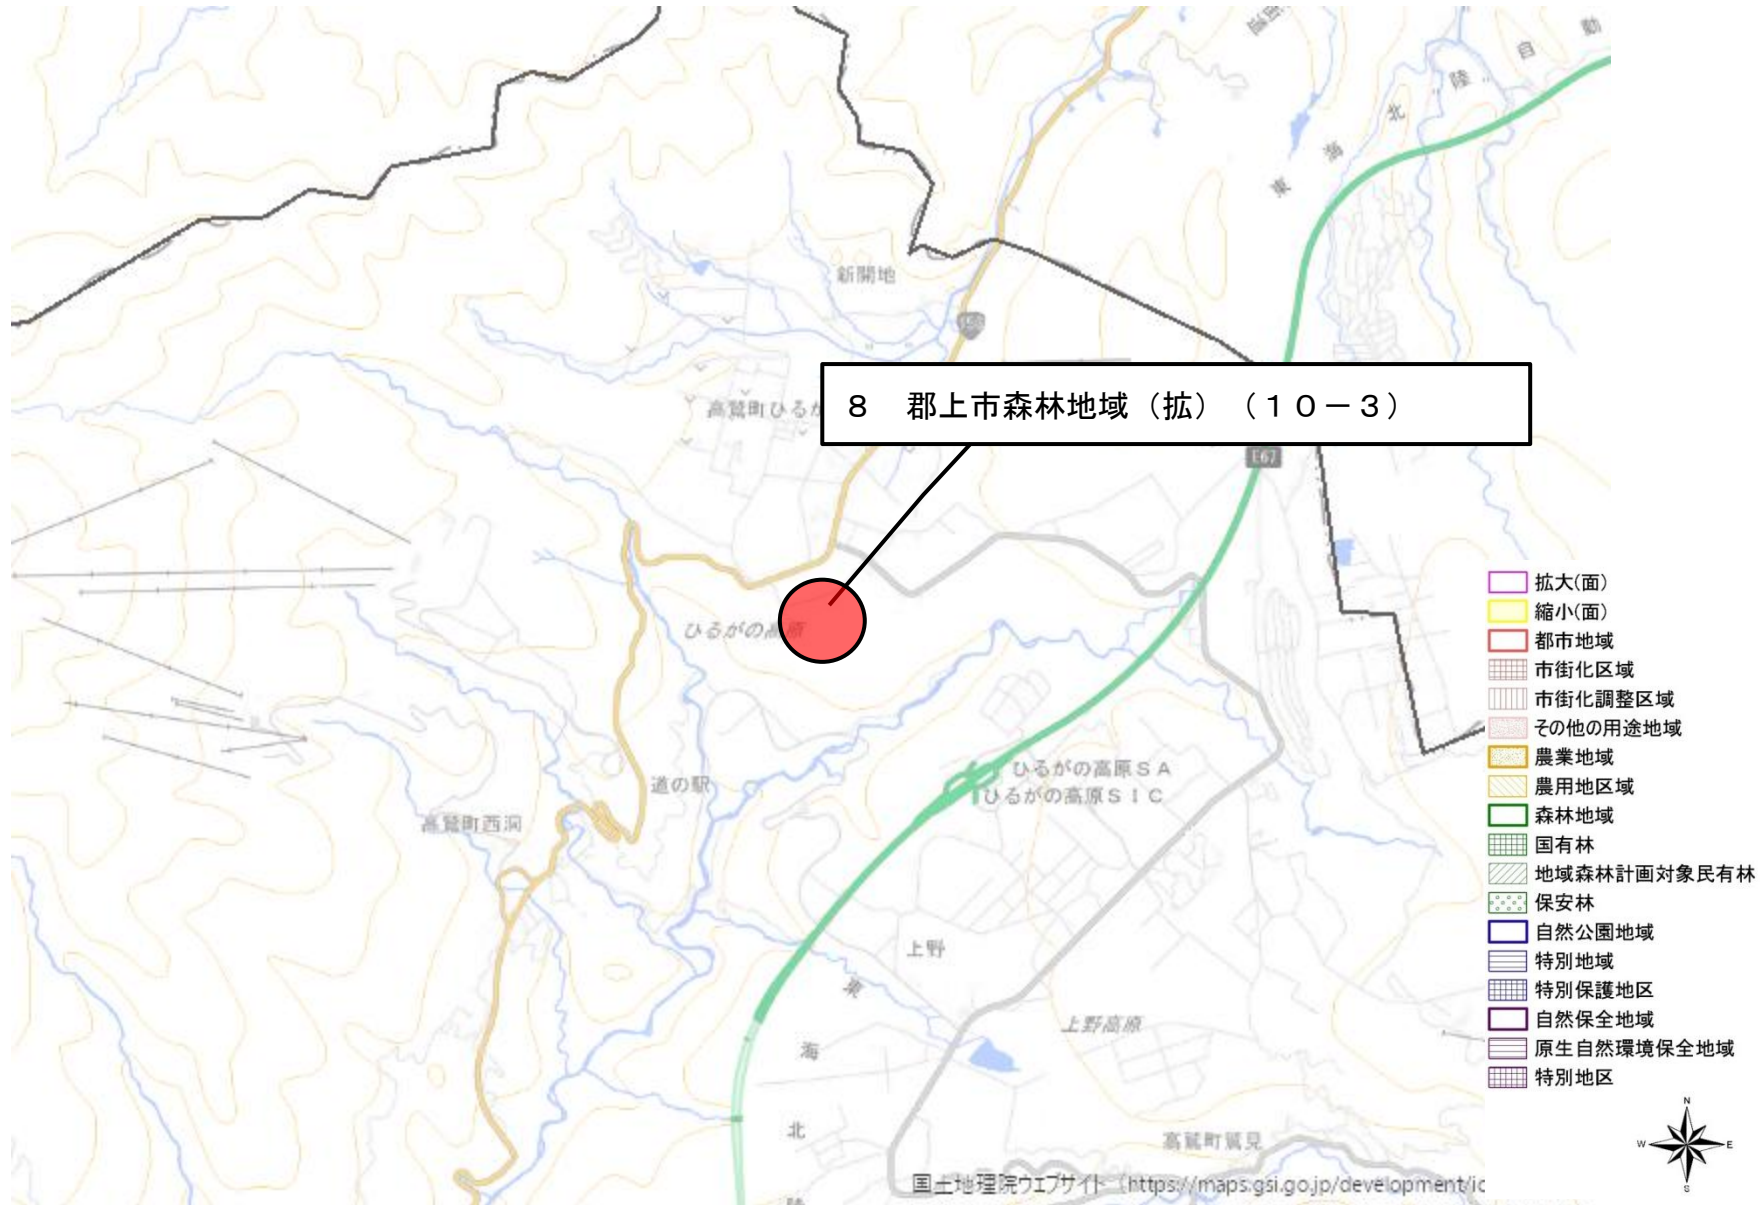 東海北陸自動
新開地
156
8 郡上市森林地域（拡）（10－3）
高鷲町ひるが
E67
ひるがの高原
ひるがの高原SA
ひるがの高原SIC
道の駅
高鷲町西洞
上野
東
海
北
陸
上野高原
高鷲町鷲見
国土地理院ウェブサイト（https://maps.gsi.go.jp/development/ic
拡大(面)
縮小(面)
都市地域
市街化区域
市街化調整区域
その他の用途地域
農業地域
農用地区域
森林地域
国有林
地域森林計画対象民有林
保安林
自然公園地域
特別地域
特別保護地区
自然保全地域
原生自然環境保全地域
特別地区
N
W E
S